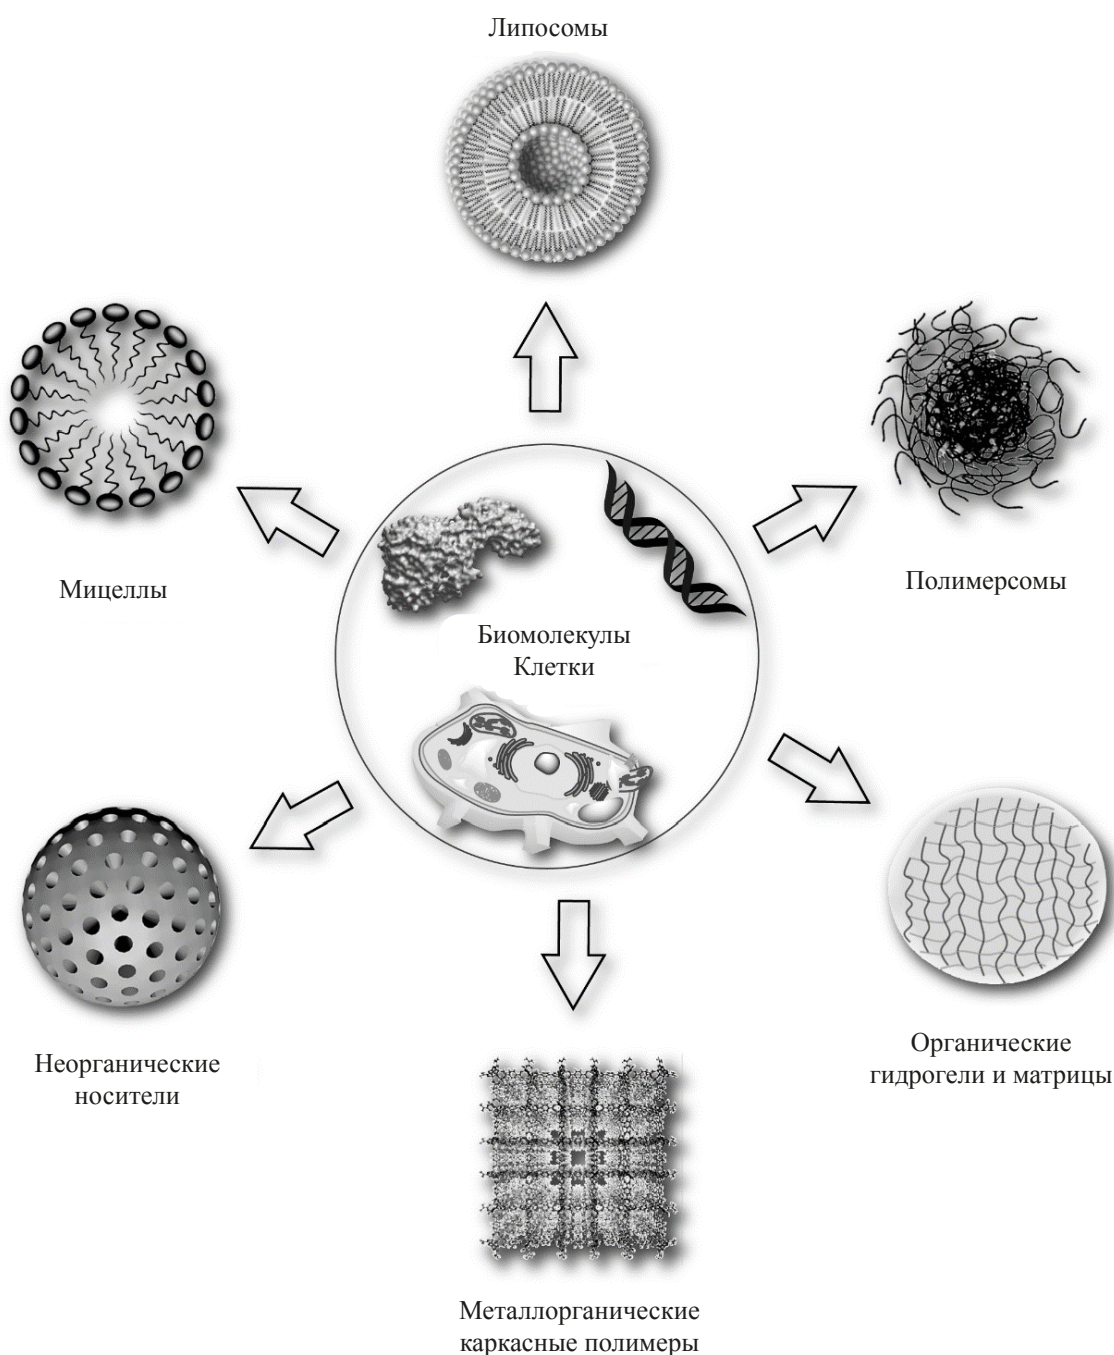 Липосомы
Мицеллы
Полимерсомы
Биомолекулы
Клетки
Неорганические
носители
Органические
гидрогели и матрицы
Металлорганические
каркасные полимеры